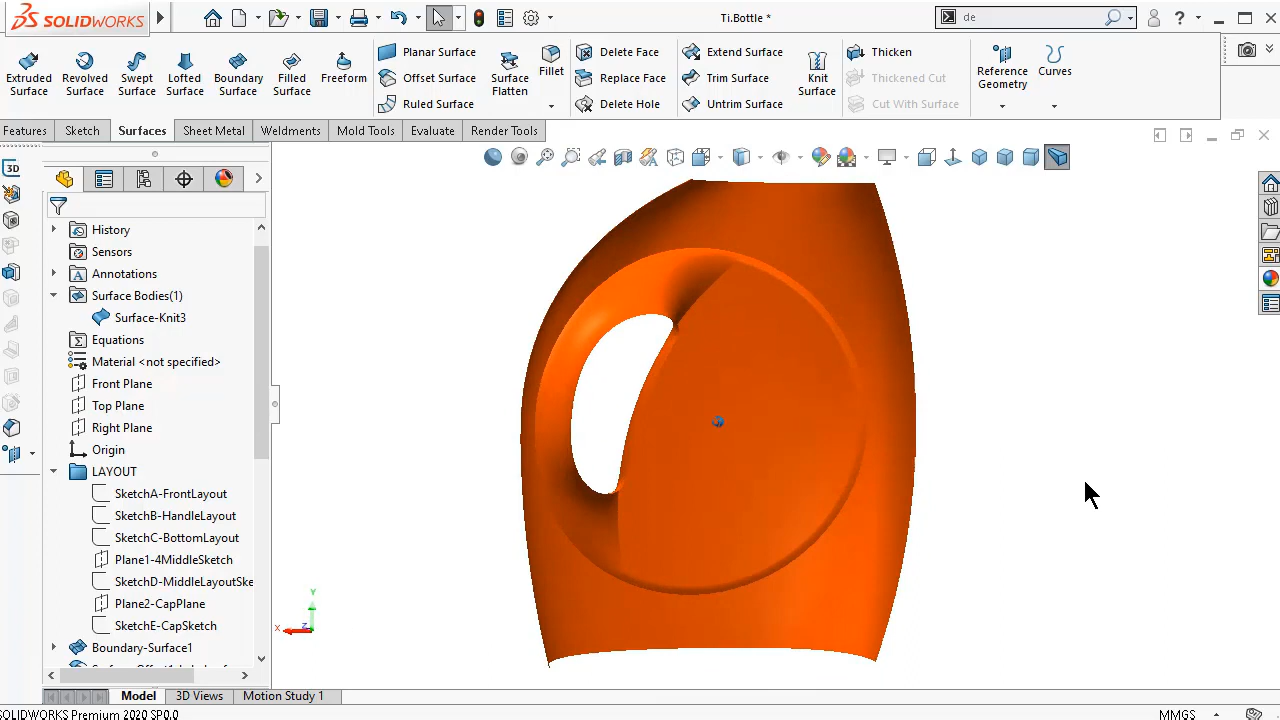 3DS SOLIDWORKS
Ti.Bottle *
de
?
Extruded Surface
Revolved Surface
Swept Surface
Lofted Surface
Boundary Surface
Filled Surface
Freeform
Planar Surface
Offset Surface
Ruled Surface
Surface Flatten
Fillet
Delete Face
Replace Face
Delete Hole
Extend Surface
Trim Surface
Untrim Surface
Knit Surface
Thicken
Thickened Cut
Cut With Surface
Reference Geometry
Curves
Features
Sketch
Surfaces
Sheet Metal
Weldments
Mold Tools
Evaluate
Render Tools
3D
History
Sensors
Annotations
Surface Bodies(1)
Surface-Knit3
Equations
Material <not specified>
Front Plane
Top Plane
Right Plane
Origin
LAYOUT
SketchA-FrontLayout
SketchB-HandleLayout
SketchC-BottomLayout
Plane1-4MiddleSketch
SketchD-MiddleLayoutSke
Plane2-CapPlane
SketchE-CapSketch
Boundary-Surface1
Y
X
Z
Model
3D Views
Motion Study 1
SOLIDWORKS Premium 2020 SP0.0
MMGS